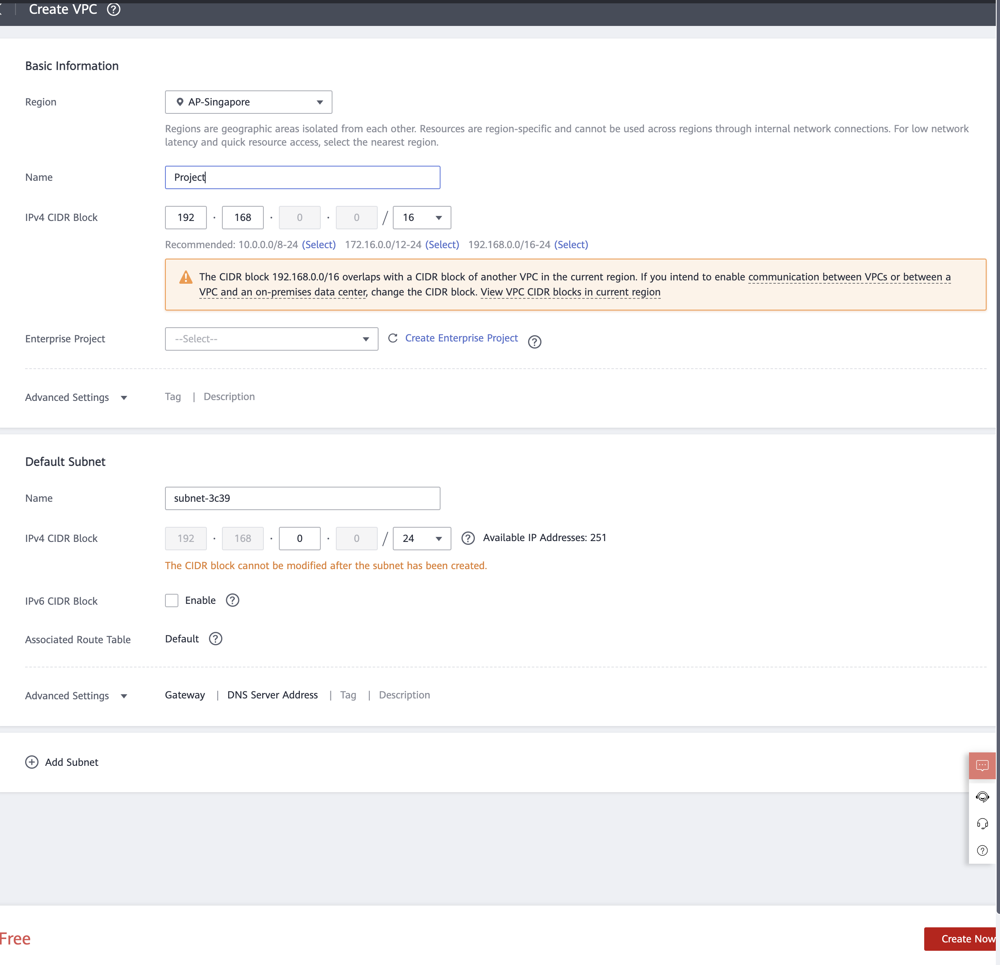 Create VPC ?
Basic Information
Region AP-Singapore
Regions are geographic areas isolated from each other. Resources are region-specific and cannot be used across regions through internal network connections. For low network
latency and quick resource access, select the nearest region.
Name Project
IPv4 CIDR Block 192 · 168 · 0 · 0 / 16
Recommended: 10.0.0.0/8-24 (Select) 172.16.0.0/12-24 (Select) 192.168.0.0/16-24 (Select)
The CIDR block 192.168.0.0/16 overlaps with a CIDR block of another VPC in the current region. If you intend to enable communication between VPCs or between a
VPC and an on-premises data center, change the CIDR block. View VPC CIDR blocks in current region
Enterprise Project --Select-- Create Enterprise Project ?
Advanced Settings Tag | Description
Default Subnet
Name subnet-3c39
IPv4 CIDR Block 192 · 168 · 0 · 0 / 24 ? Available IP Addresses: 251
The CIDR block cannot be modified after the subnet has been created.
IPv6 CIDR Block Enable ?
Associated Route Table Default ?
Advanced Settings Gateway | DNS Server Address | Tag | Description
Add Subnet
Free Create Now